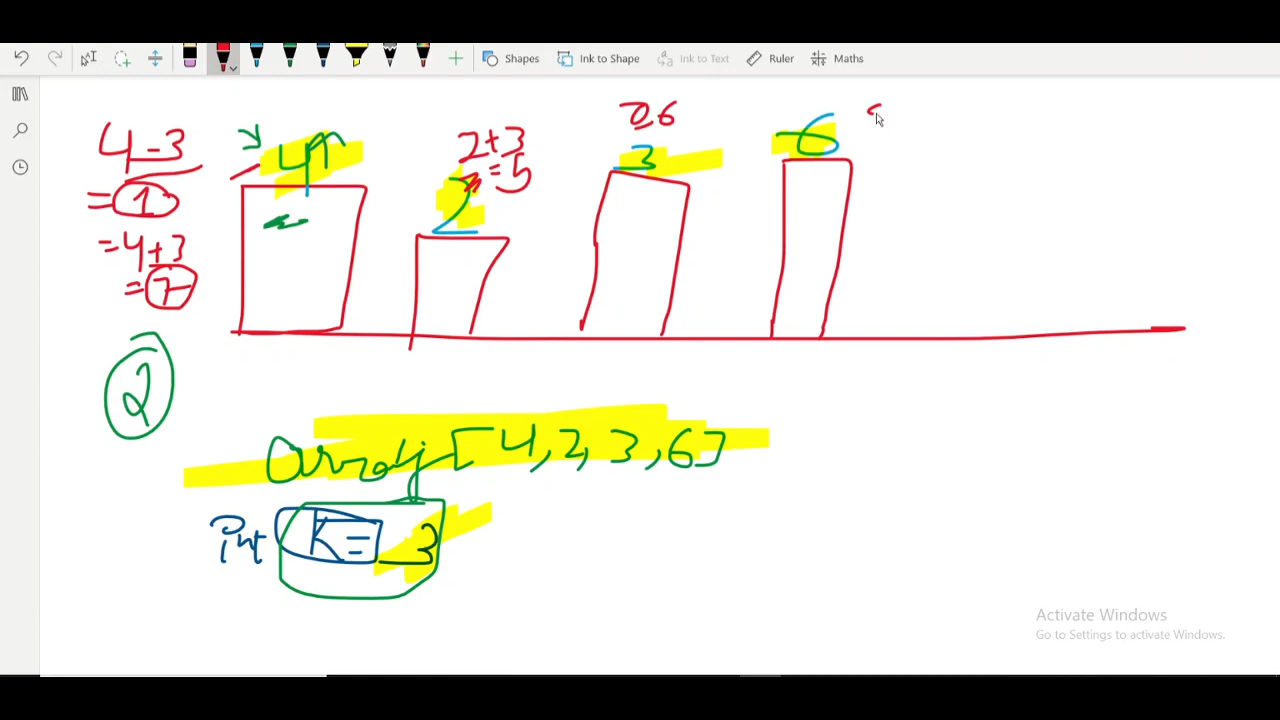 Shapes Ink to Shape Ink to Text Ruler Maths
4-3
= 1
= 4+3
= 7
4
2+3
= 5
2
0,6
3
6
2
Array [4, 2, 3, 6]
int K = 3
Activate Windows
Go to Settings to activate Windows.